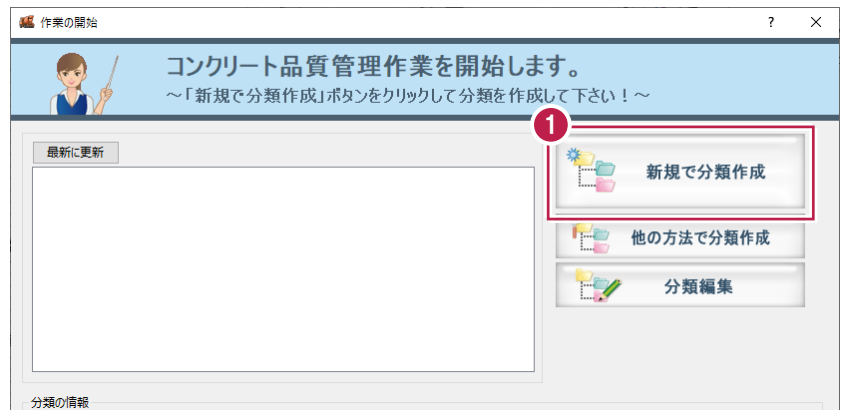 作業の開始
? ×
コンクリート品質管理作業を開始します。
～「新規で分類作成」ボタンをクリックして分類を作成して下さい！～
1
最新に更新
新規で分類作成
他の方法で分類作成
分類編集
分類の情報